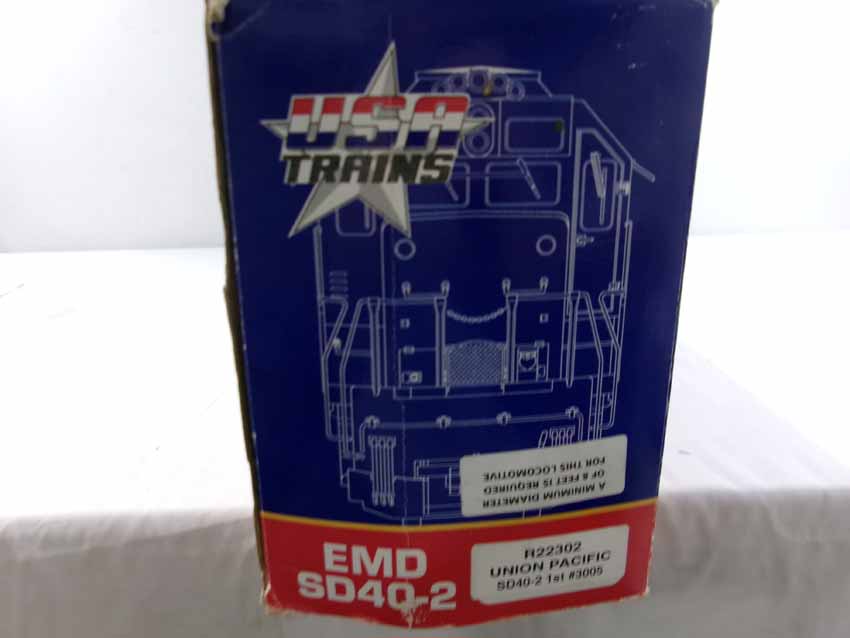 USA
TRAINS
A MINIMUM DIAMETER
OF 8 FEET IS REQUIRED
FOR THIS LOCOMOTIVE
EMD
SD40-2
R22302
UNION PACIFIC
SD40-2 1st #3005